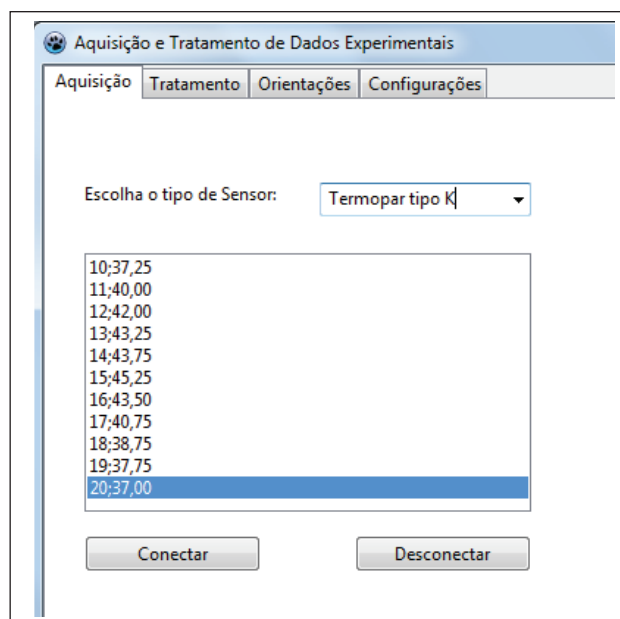 Aquisição e Tratamento de Dados Experimentais
Aquisição Tratamento Orientações Configurações
Escolha o tipo de Sensor: Termopar tipo K
10;37,25
11;40,00
12;42,00
13;43,25
14;43,75
15;45,25
16;43,50
17;40,75
18;38,75
19;37,75
20;37,00
Conectar Desconectar